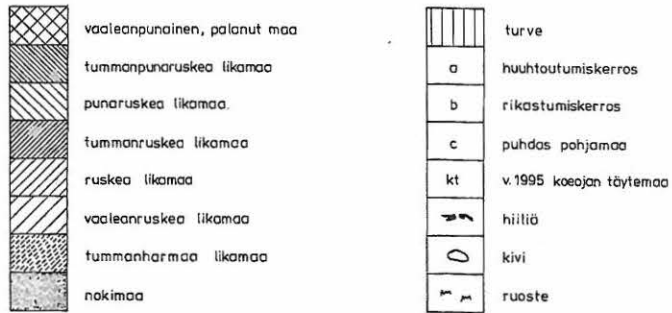 vaaleanpunainen, palanut maa
tummanpunaruskea likamaa
punaruskea likamaa.
tummanruskea likamaa
ruskea likamaa
vaaleanruskea likamaa
tummanharmaa likamaa
nokimaa
turve
a huuhtoutumiskerros
b rikastumiskerros
c puhdas pohjamaa
kt v.1995 koeojan täytemaa
hiiliö
kivi
ruoste